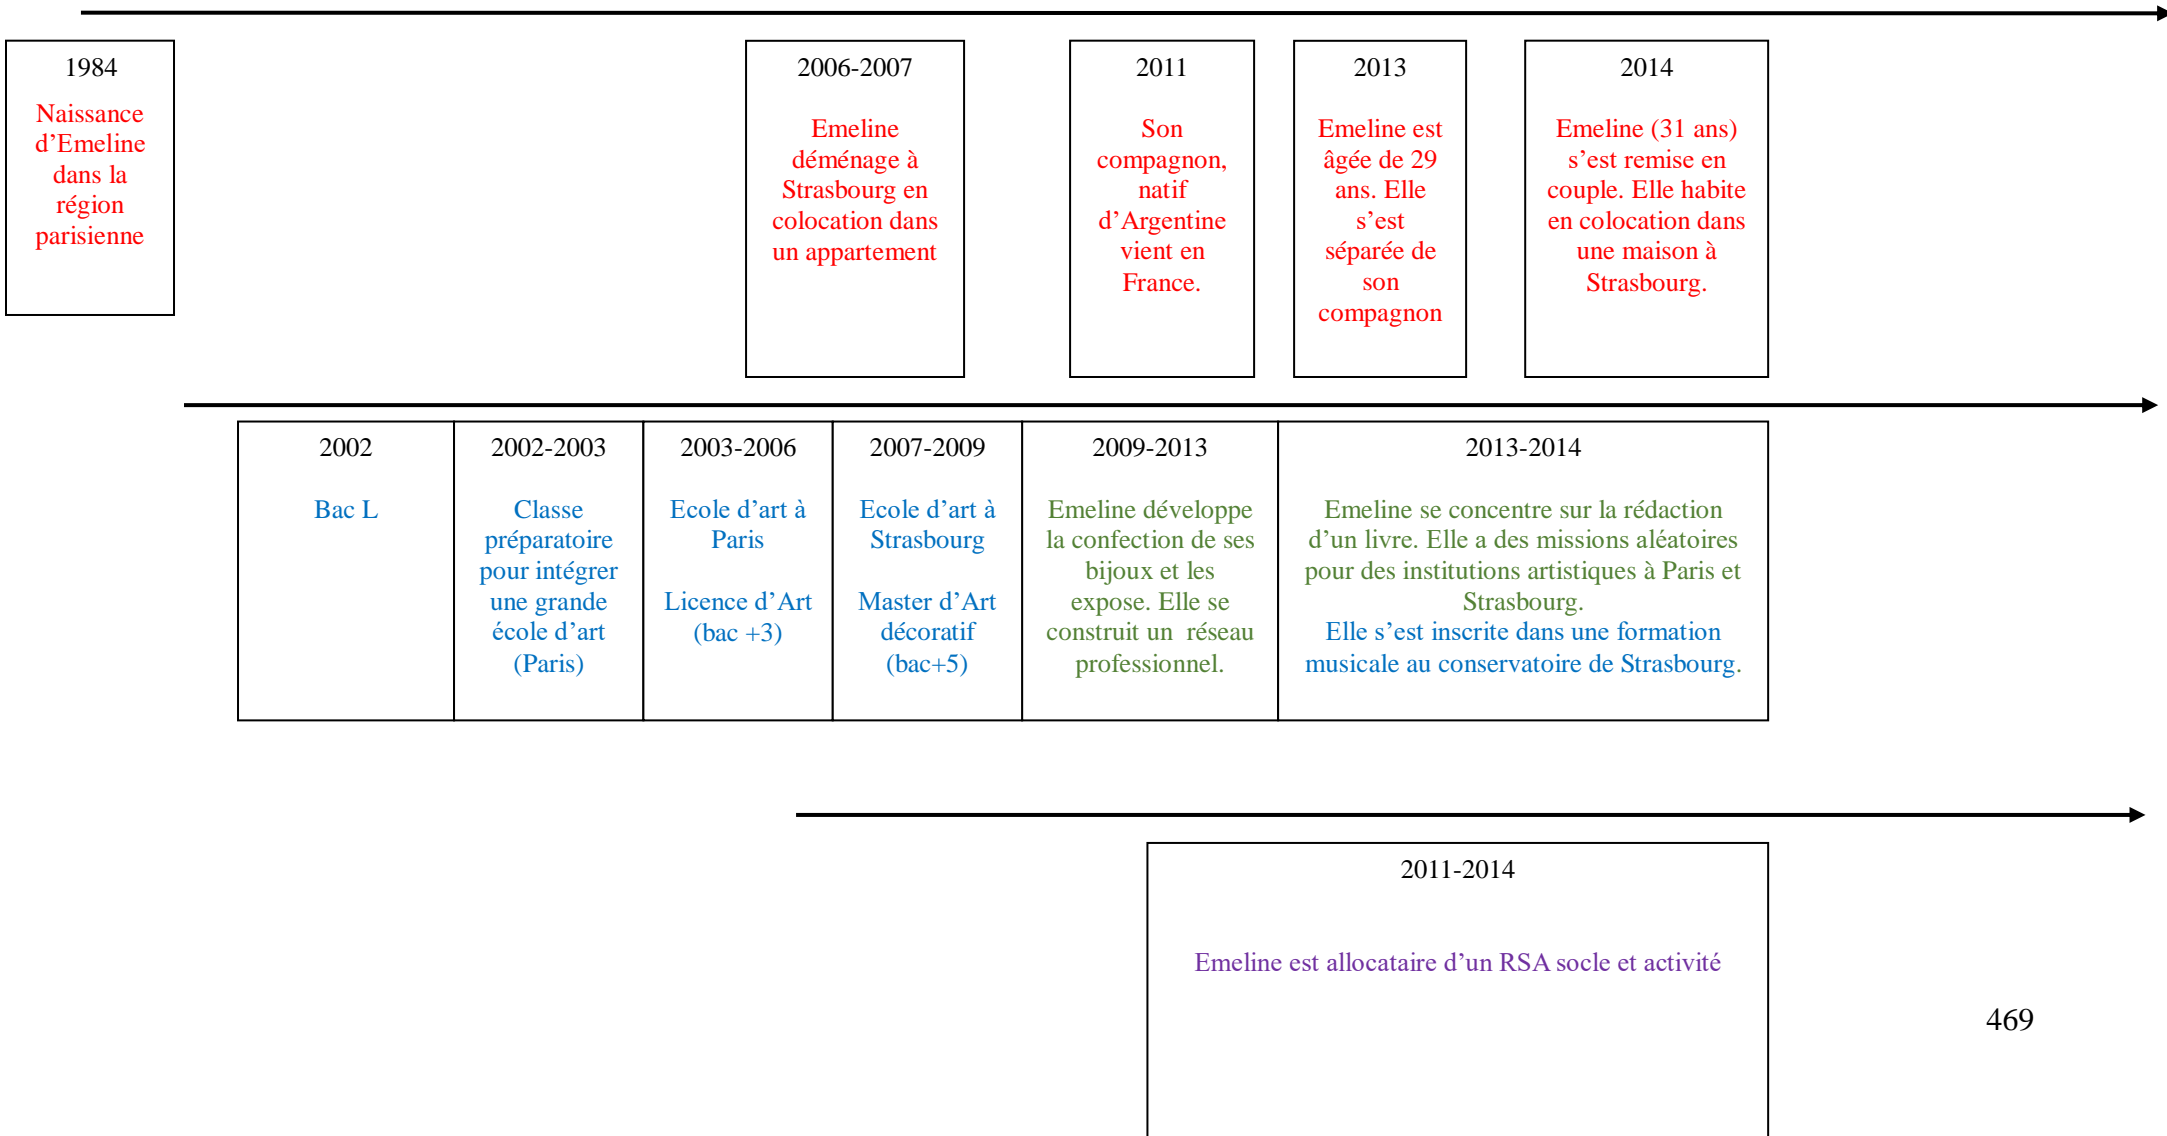 1984
Naissance
d’Emeline
dans la
région
parisienne
2006-2007
Emeline
déménage à
Strasbourg en
colocation dans
un appartement
2011
Son
compagnon,
natif
d’Argentine
vient en
France.
2013
Emeline est
âgée de 29
ans. Elle
s’est
séparée de
son
compagnon
2014
Emeline (31 ans)
s’est remise en
couple. Elle habite
en colocation dans
une maison à
Strasbourg.
2002
Bac L
2002-2003
Classe
préparatoire
pour intégrer
une grande
école d’art
(Paris)
2003-2006
Ecole d’art à
Paris
Licence d’Art
(bac +3)
2007-2009
Ecole d’art à
Strasbourg
Master d’Art
décoratif
(bac+5)
2009-2013
Emeline développe
la confection de ses
bijoux et les
expose. Elle se
construit un réseau
professionnel.
2013-2014
Emeline se concentre sur la rédaction
d’un livre. Elle a des missions aléatoires
pour des institutions artistiques à Paris et
Strasbourg.
Elle s’est inscrite dans une formation
musicale au conservatoire de Strasbourg.
2011-2014
Emeline est allocataire d’un RSA socle et activité
469